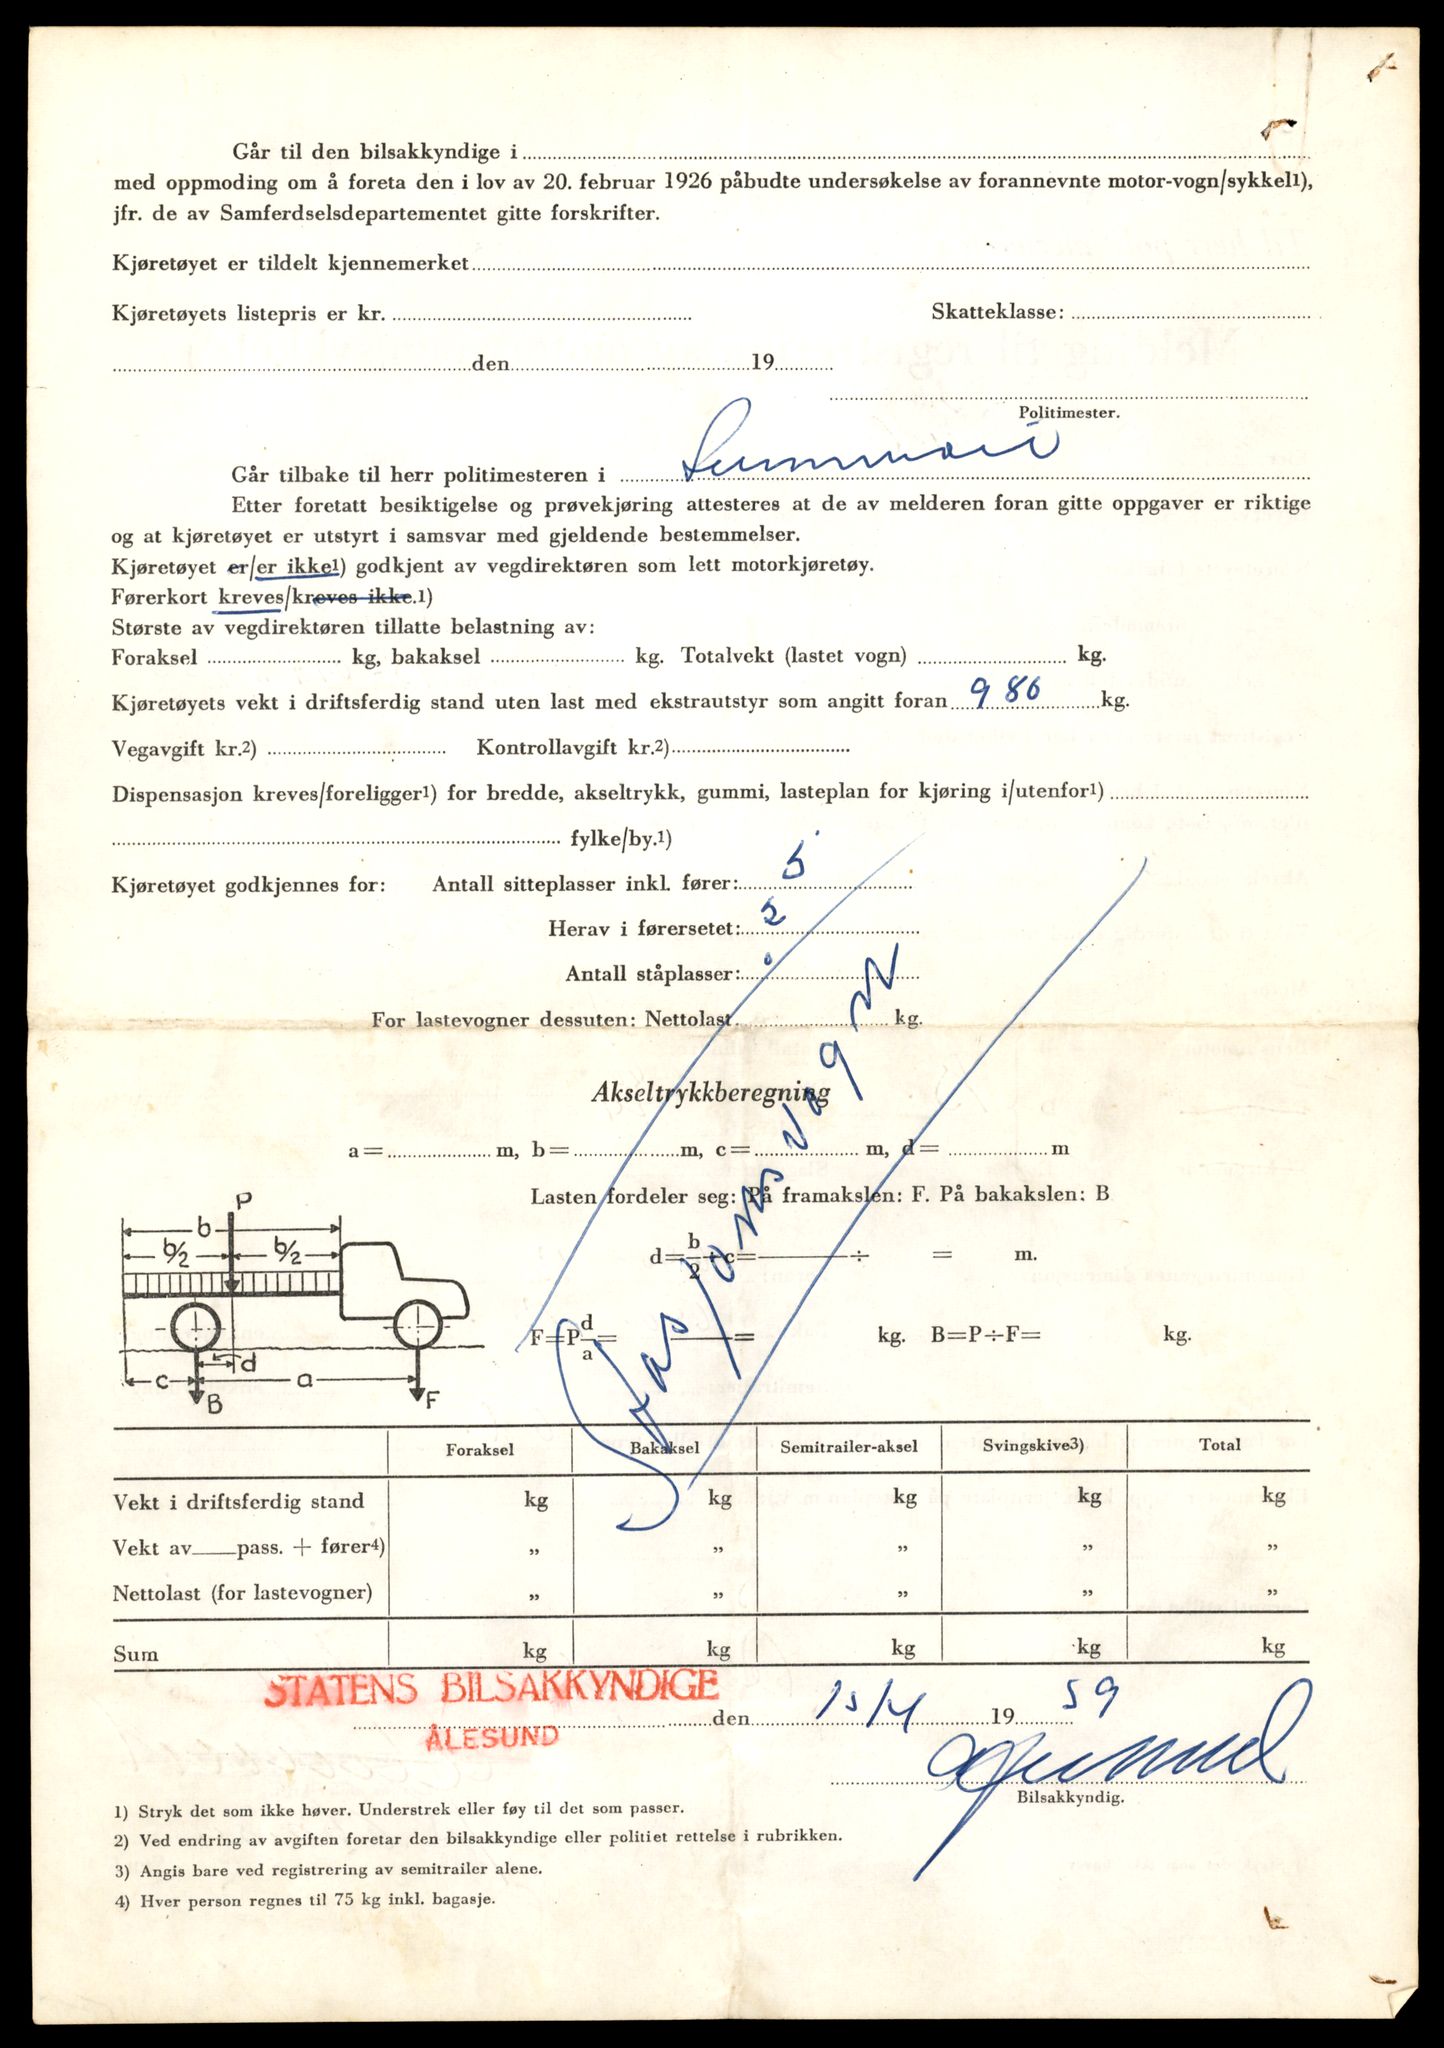 Går til den bilsakkyndige i
med oppmoding om å foreta den i lov av 20. februar 1926 påbudte undersøkelse av forannevnte motor-vogn/sykkel1),
jfr. de av Samferdselsdepartementet gitte forskrifter.
Kjøretøyet er tildelt kjennemerket
Kjøretøyets listepris er kr. Skatteklasse:
den 19
Politimester.
Går tilbake til herr politimesteren i Sunnmøre
Etter foretatt besiktigelse og prøvekjøring attesteres at de av melderen foran gitte oppgaver er riktige
og at kjøretøyet er utstyrt i samsvar med gjeldende bestemmelser.
Kjøretøyet er/er ikke1) godkjent av vegdirektøren som lett motorkjøretøy.
Førerkort kreves/kreves ikke.1)
Største av vegdirektøren tillatte belastning av:
Foraksel kg, bakaksel kg. Totalvekt (lastet vogn) kg.
Kjøretøyets vekt i driftsferdig stand uten last med ekstrautstyr som angitt foran 980 kg.
Vegavgift kr.2) Kontrollavgift kr.2)
Dispensasjon kreves/foreligger1) for bredde, akseltrykk, gummi, lasteplan for kjøring i/utenfor1)
fylke/by.1)
Kjøretøyet godkjennes for: Antall sitteplasser inkl. fører: 5
Herav i førersetet: 2
Antall ståplasser: 0
For lastevogner dessuten: Nettolast kg.
Stasjonsvogn
Akseltrykkberegning
a= m, b= m, c= m, d= m
Lasten fordeler seg: På framakslen: F. På bakakslen: B
d=b/2÷c= ÷ = m.
F=P d/a= = kg. B=P÷F= kg.
P
b
b/2 b/2
d
c a
B F
Foraksel Bakaksel Semitrailer-aksel Svingskive3) Total
Vekt i driftsferdig stand kg kg kg kg kg
Vekt av pass. + fører4) „ „ „ „ „
Nettolast (for lastevogner) „ „ „ „ „
Sum kg kg kg kg kg
STATENS BILSAKKYNDIGE
ÅLESUND
den 15/4 19 59
Bilsakkyndig.
1) Stryk det som ikke høver. Understrek eller føy til det som passer.
2) Ved endring av avgiften foretar den bilsakkyndige eller politiet rettelse i rubrikken.
3) Angis bare ved registrering av semitrailer alene.
4) Hver person regnes til 75 kg inkl. bagasje.